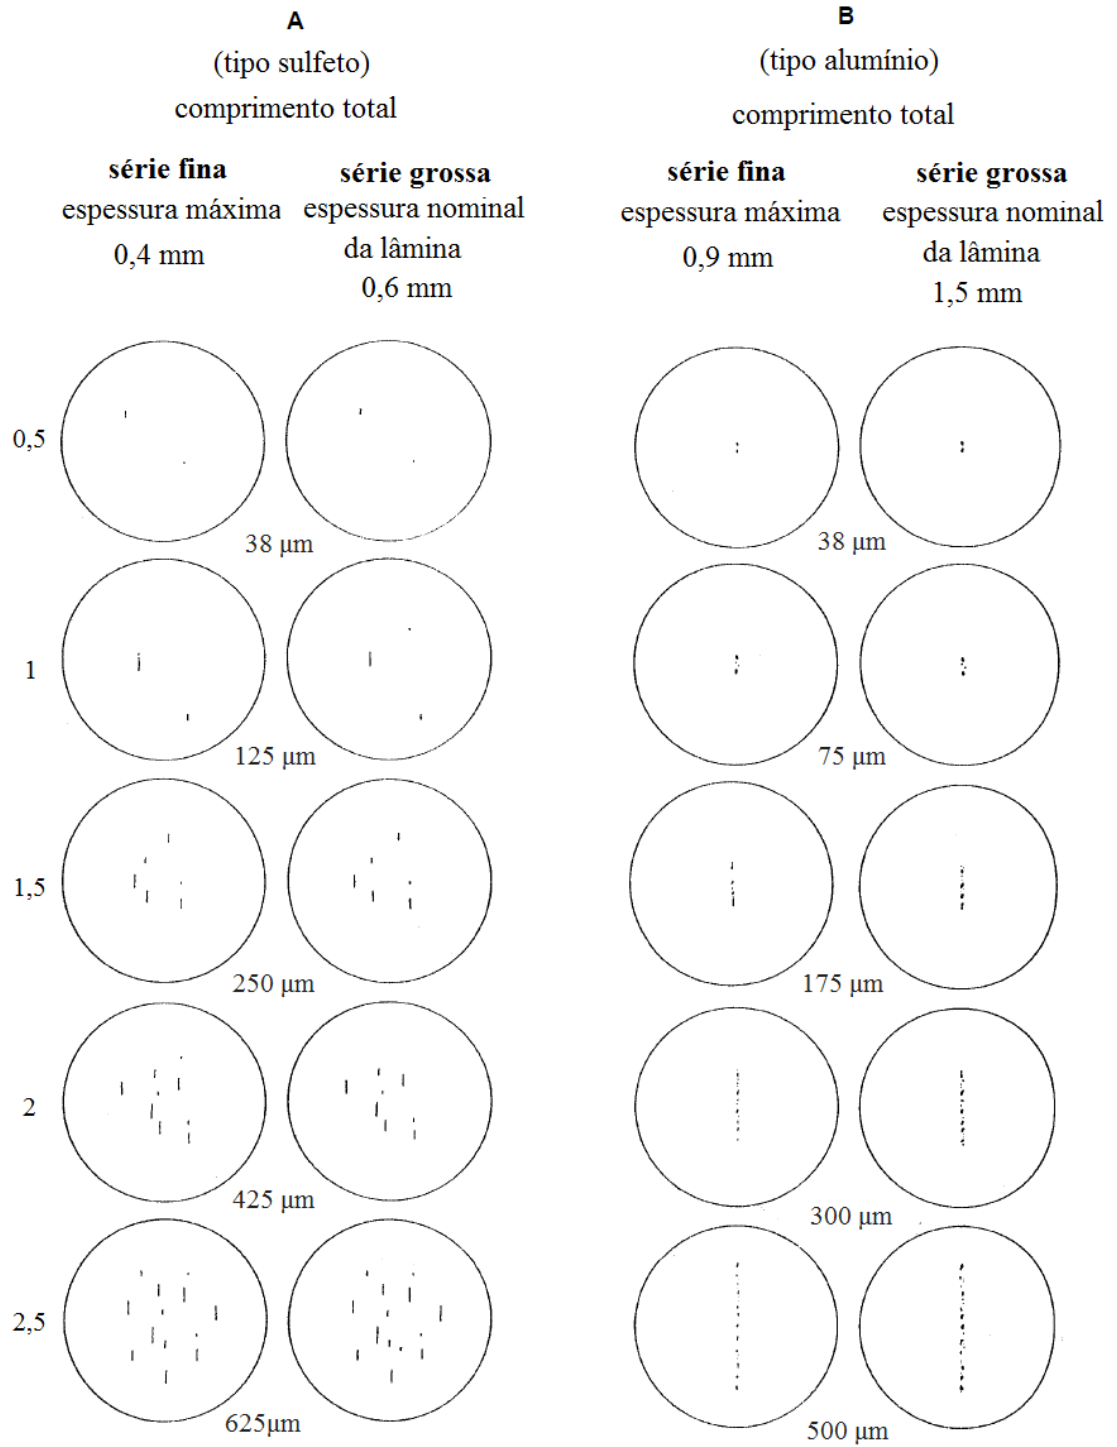 A
(tipo sulfeto)
comprimento total
série fina
espessura máxima
0,4 mm
série grossa
espessura nominal
da lâmina
0,6 mm
B
(tipo alumínio)
comprimento total
série fina
espessura máxima
0,9 mm
série grossa
espessura nominal
da lâmina
1,5 mm
0,5
38 μm
38 μm
1
125 μm
75 μm
1,5
250 μm
175 μm
2
425 μm
300 μm
2,5
625μm
500 μm